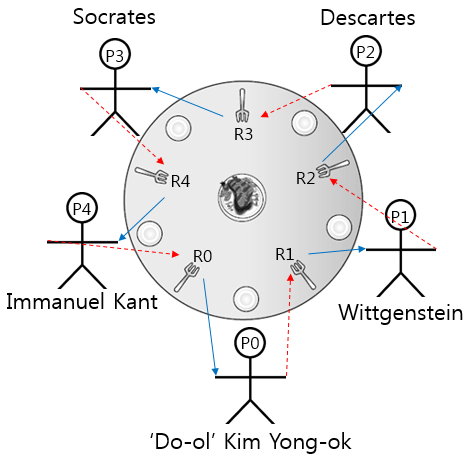 Socrates
Descartes
P3
P2
R3
R4
R2
P4
P1
R0
R1
Immanuel Kant
Wittgenstein
P0
‘Do-ol’ Kim Yong-ok